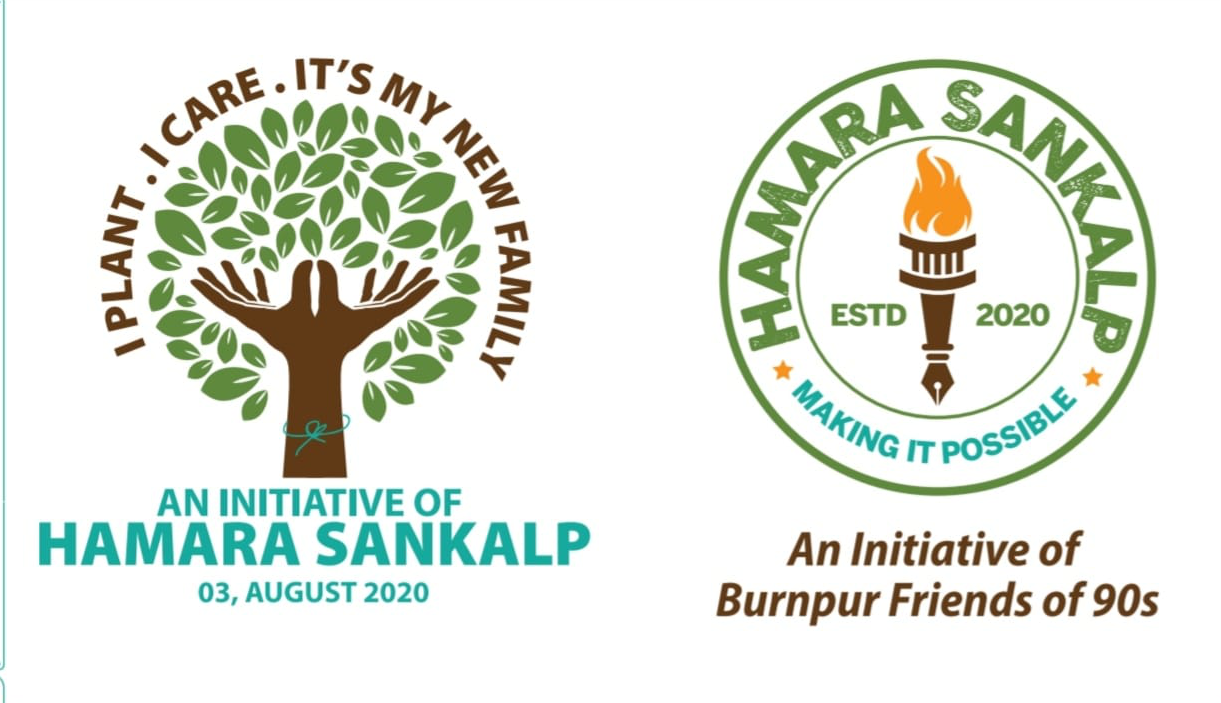 I PLANT . I CARE . IT'S MY NEW FAMILY
AN INITIATIVE OF
HAMARA SANKALP
03, AUGUST 2020
HAMARA SANKALP
ESTD 2020
MAKING IT POSSIBLE
An Initiative of
Burnpur Friends of 90s